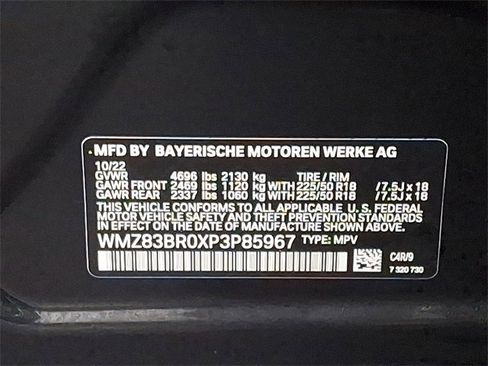 MFD BY BAYERISCHE MOTOREN WERKE AG
10/22
GVWR 4696 lbs 2130 kg TIRE / RIM
GAWR FRONT 2469 lbs 1120 kg WITH 225/50 R18 /7.5J x 18
GAWR REAR 2337 lbs 1060 kg WITH 225/50 R18 /7.5J x 18
THIS VEHICLE CONFORMS TO ALL APPLICABLE U.S. FEDERAL
MOTOR VEHICLE SAFETY AND THEFT PREVENTION STANDARDS
IN EFFECT ON THE DATE OF MANUFACTURE SHOWN ABOVE.
WMZ83BR0XP3P85967 TYPE: MPV
C4R/9
7 320 730